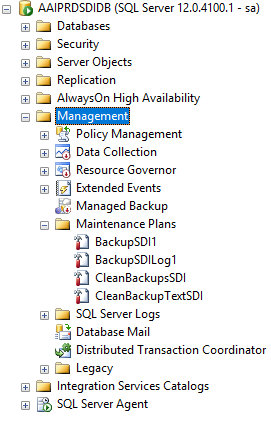 AAIPRDSDIDB (SQL Server 12.0.4100.1 - sa)
Databases
Security
Server Objects
Replication
AlwaysOn High Availability
Management
Policy Management
Data Collection
Resource Governor
Extended Events
Managed Backup
Maintenance Plans
BackupSDI1
BackupSDILog1
CleanBackupsSDI
CleanBackupTextSDI
SQL Server Logs
Database Mail
Distributed Transaction Coordinator
Legacy
Integration Services Catalogs
SQL Server Agent